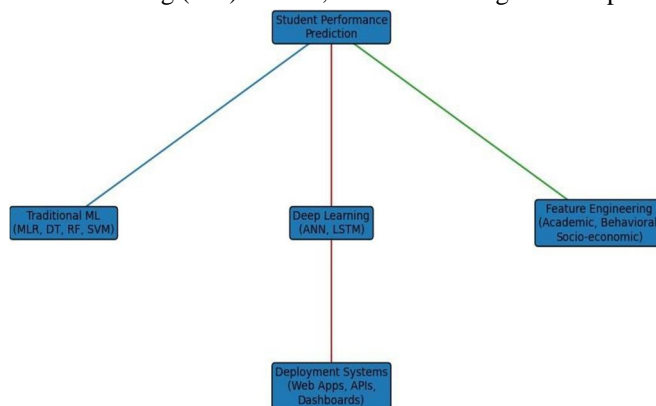 Student Performance
Prediction
Traditional ML
(MLR, DT, RF, SVM)
Deep Learning
(ANN, LSTM)
Feature Engineering
(Academic, Behavioral,
Socio-economic)
Deployment Systems
(Web Apps, APIs,
Dashboards)